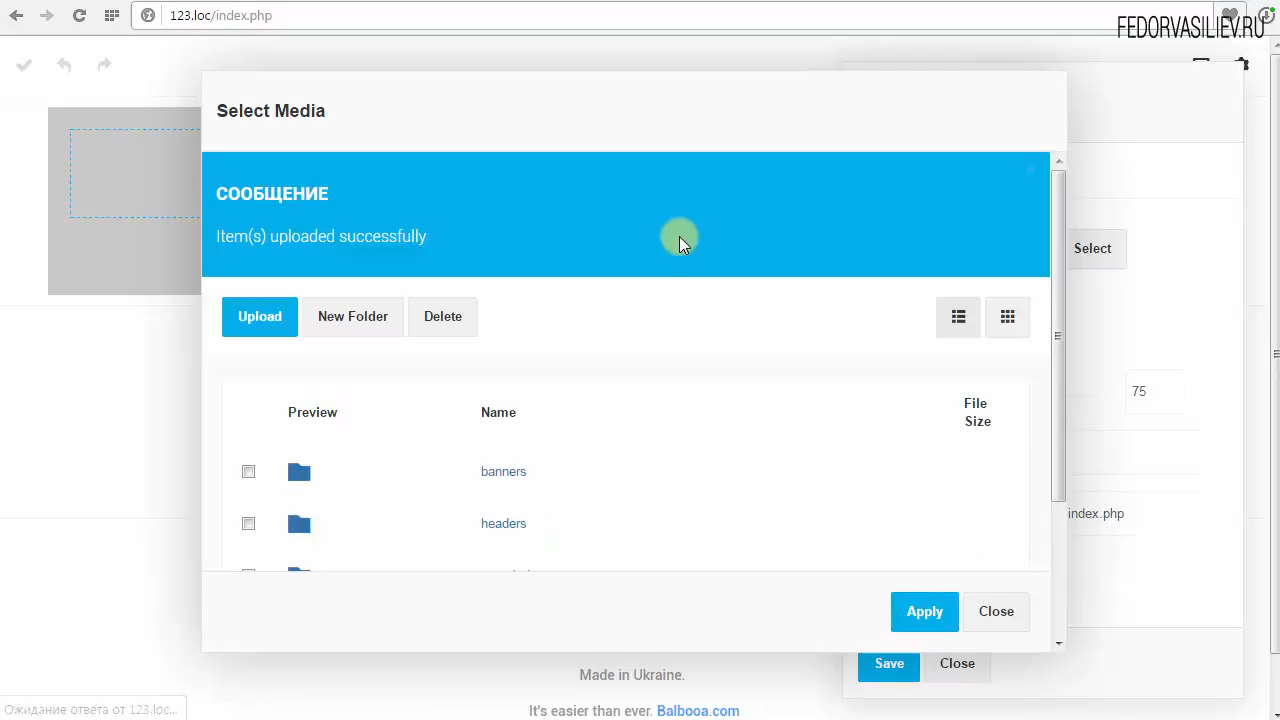 123.loc/index.php
FEDORVASILIEV.RU
Select Media
СООБЩЕНИЕ
Item(s) uploaded successfully
Select
Upload
New Folder
Delete
75
Preview
Name
File
Size
banners
headers
index.php
Apply
Close
Save
Close
Made in Ukraine.
It's easier than ever. Balbooa.com
Ожидание ответа от 123.loc...